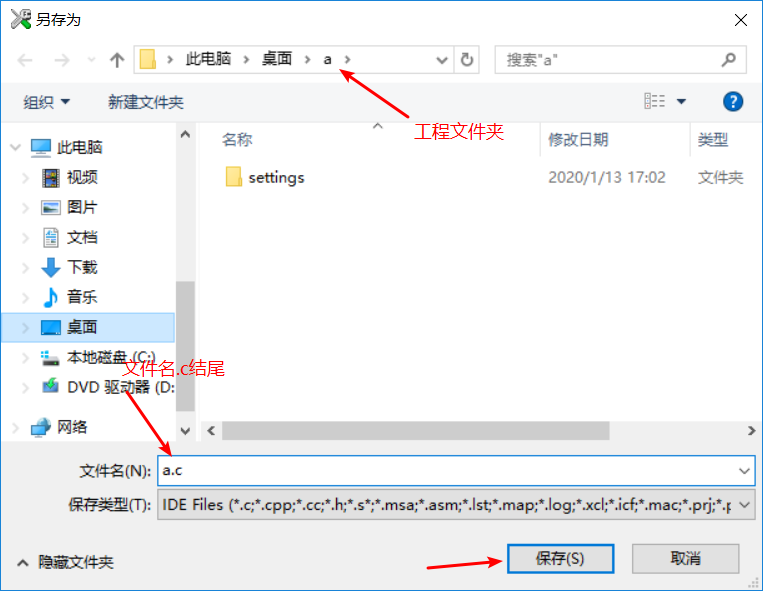 另存为
此电脑 桌面 a
搜索"a"
工程文件夹
组织 新建文件夹
名称 修改日期 类型
settings 2020/1/13 17:02 文件夹
此电脑
视频
图片
文档
下载
音乐
桌面
本地磁盘 (C:)
文件名.c结尾
DVD 驱动器 (D:
网络
文件名(N): a.c
保存类型(T): IDE Files (*.c;*.cpp;*.cc;*.h;*.s*;*.msa;*.asm;*.lst;*.map;*.log;*.xcl;*.icf;*.mac;*.prj;*.p
隐藏文件夹 保存(S) 取消